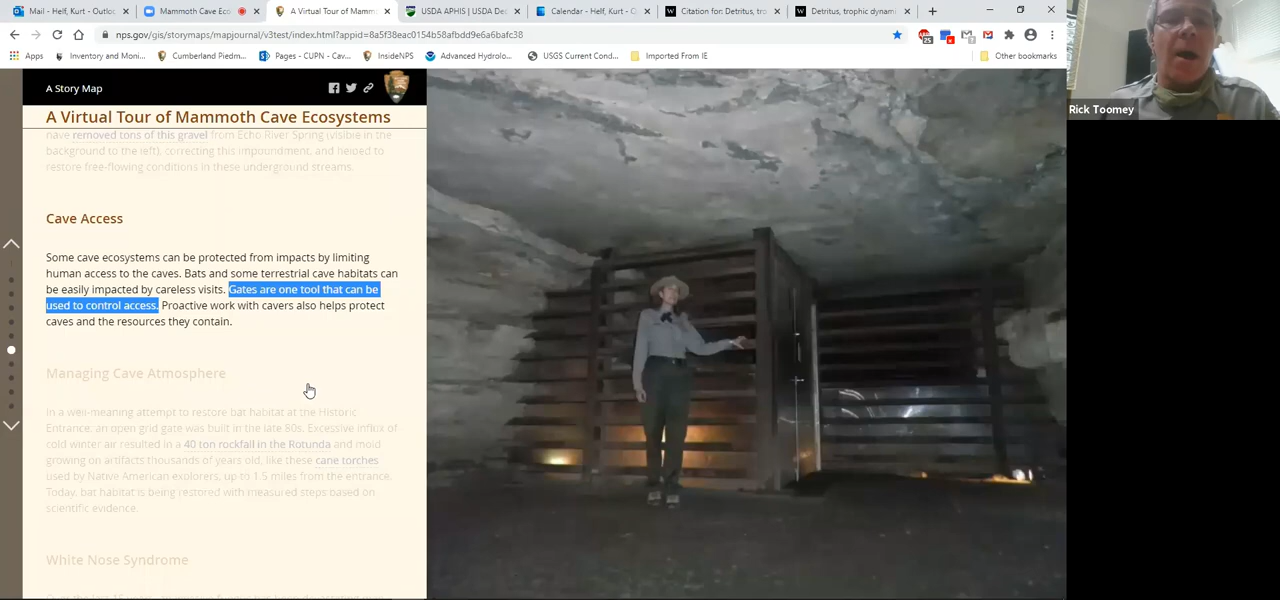 Mail - Helf, Kurt - Outloo
Mammoth Cave Eco
A Virtual Tour of Mamm
USDA APHIS | USDA De
Calendar - Helf, Kurt - O
Citation for: Detritus, tro
Detritus, trophic dynami
nps.gov/gis/storymaps/mapjournal/v3test/index.html?appid=8a5f38eac0154b58afbdd9e6a6bafc38
Apps
Inventory and Moni...
Cumberland Piedm...
Pages - CUPN - Cav...
InsideNPS
Advanced Hydrolo...
USGS Current Cond...
Imported From IE
Other bookmarks
A Story Map
Rick Toomey
A Virtual Tour of Mammoth Cave Ecosystems
have removed tons of this gravel from Echo River Spring (visible in the
background to the left), correcting this impoundment, and helped to
restore free-flowing conditions in these underground streams.
Cave Access
Some cave ecosystems can be protected from impacts by limiting
human access to the caves. Bats and some terrestrial cave habitats can
be easily impacted by careless visits. Gates are one tool that can be
used to control access. Proactive work with cavers also helps protect
caves and the resources they contain.
Managing Cave Atmosphere
In a well-meaning attempt to restore bat habitat at the Historic
Entrance, an open grid gate was built in the late 80s. Excessive influx of
cold winter air resulted in a 40 ton rockfall in the Rotunda and mold
growing on artifacts thousands of years old, like these cane torches
used by Native American explorers, up to 1.5 miles from the entrance.
Today, bat habitat is being restored with measured steps based on
scientific evidence.
White Nose Syndrome